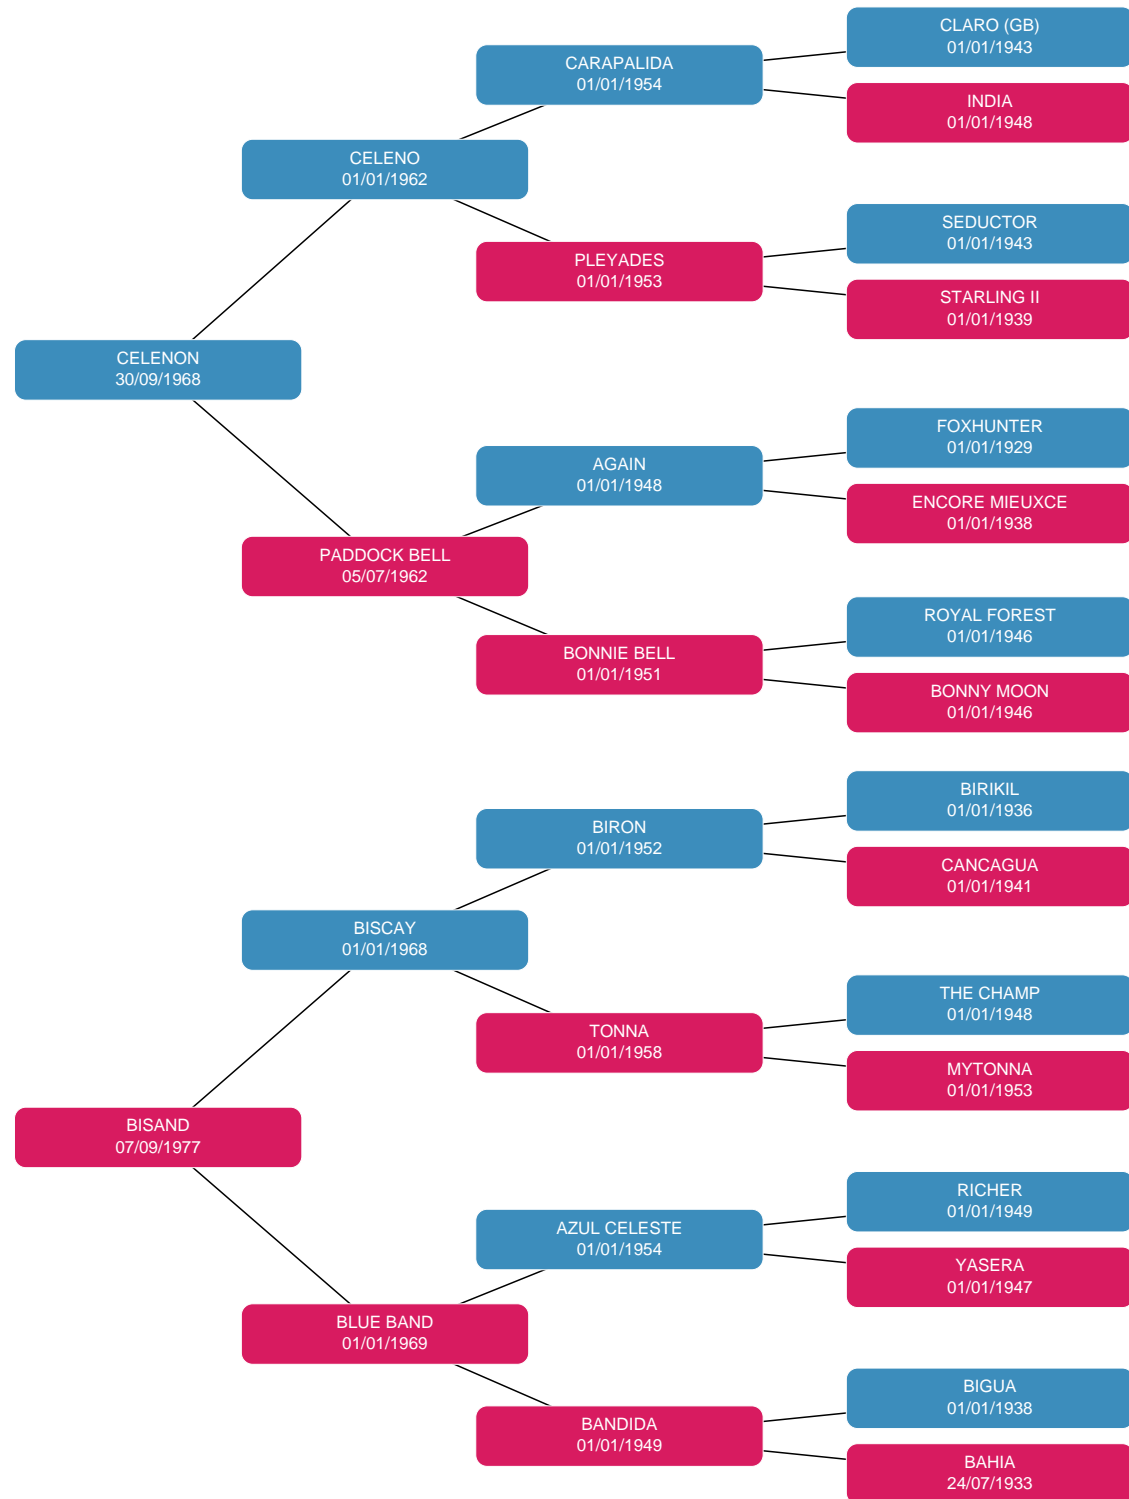 CLARO (GB)
01/01/1943
CARAPALIDA
01/01/1954
INDIA
01/01/1948
CELENO
01/01/1962
SEDUCTOR
01/01/1943
PLEYADES
01/01/1953
STARLING II
01/01/1939
CELENON
30/09/1968
FOXHUNTER
01/01/1929
AGAIN
01/01/1948
ENCORE MIEUXCE
01/01/1938
PADDOCK BELL
05/07/1962
ROYAL FOREST
01/01/1946
BONNIE BELL
01/01/1951
BONNY MOON
01/01/1946
BIRIKIL
01/01/1936
BIRON
01/01/1952
CANCAGUA
01/01/1941
BISCAY
01/01/1968
THE CHAMP
01/01/1948
TONNA
01/01/1958
MYTONNA
01/01/1953
BISAND
07/09/1977
RICHER
01/01/1949
AZUL CELESTE
01/01/1954
YASERA
01/01/1947
BLUE BAND
01/01/1969
BIGUA
01/01/1938
BANDIDA
01/01/1949
BAHIA
24/07/1933